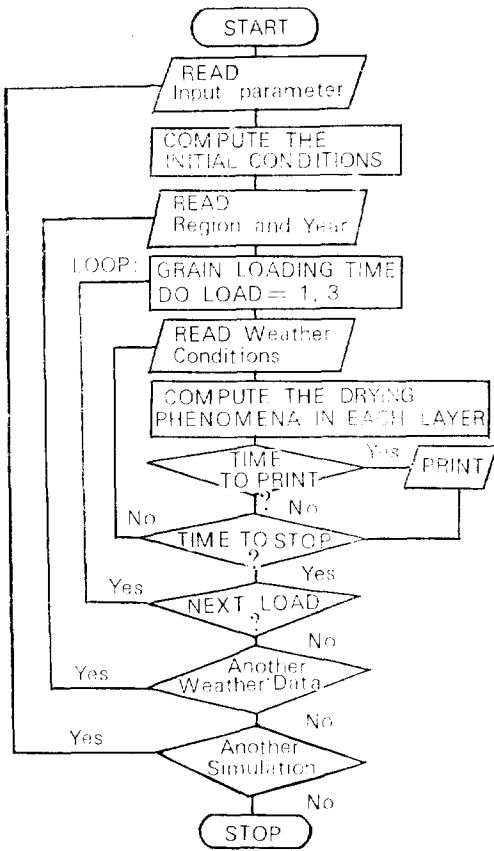 START
READ
Input parameter
COMPUTE THE
INITIAL CONDITIONS
READ
Region and Year
LOOP:
GRAIN LOADING TIME
DO LOAD = 1, 3
READ Weather
Conditions
COMPUTE THE DRYING
PHENOMENA IN EACH LAYER
TIME
TO PRINT
?
Yes
PRINT
No
No
TIME TO STOP
?
Yes
Yes
NEXT LOAD
?
No
Yes
Another
Weather Data
No
Yes
Another
Simulation
No
STOP